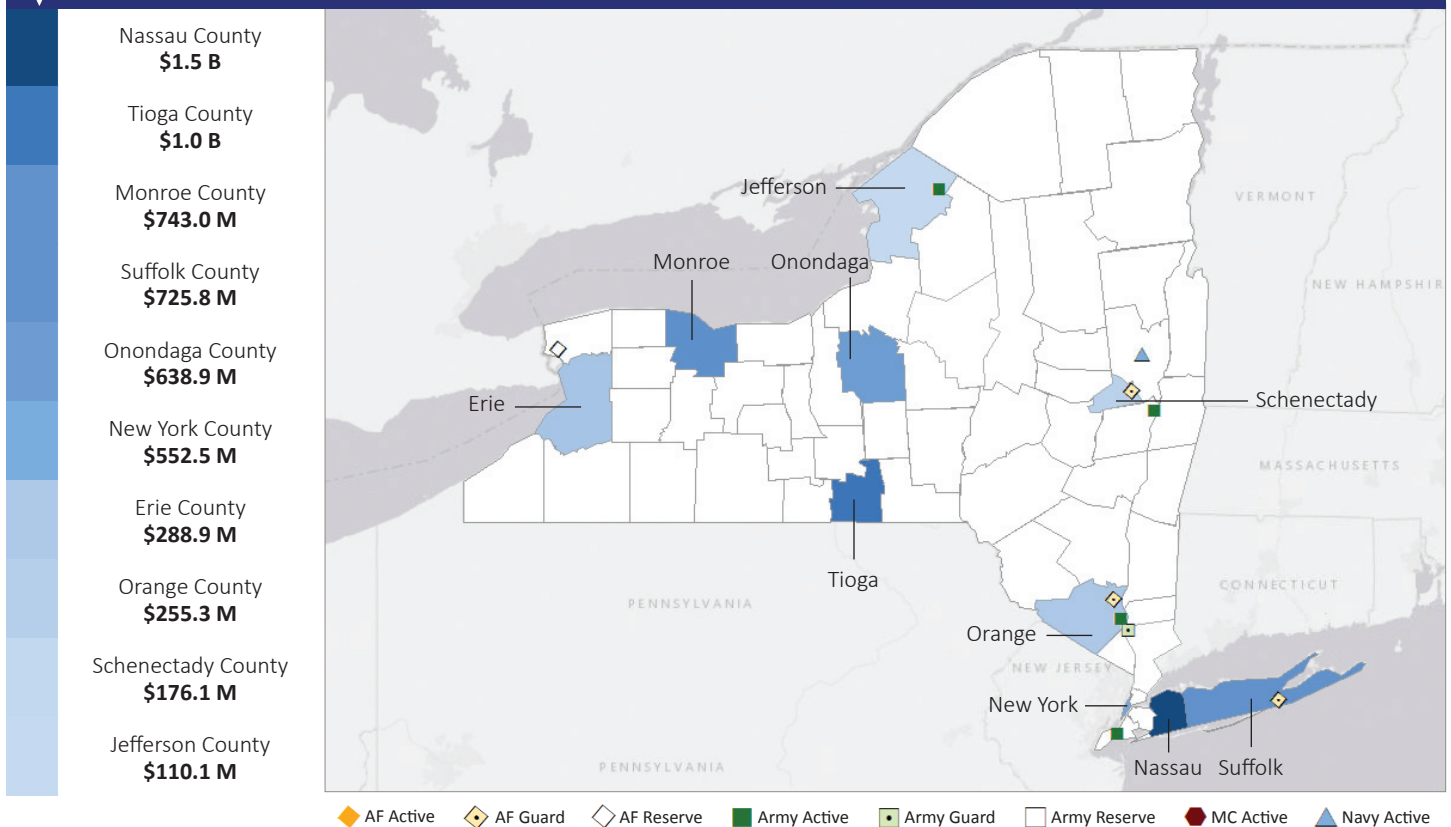 Nassau County
$1.5 B
Tioga County
$1.0 B
Monroe County
$743.0 M
Suffolk County
$725.8 M
Onondaga County
$638.9 M
New York County
$552.5 M
Erie County
$288.9 M
Orange County
$255.3 M
Schenectady County
$176.1 M
Jefferson County
$110.1 M
Jefferson
VERMONT
Monroe
Onondaga
NEW HAMPSHIR
Erie
Schenectady
MASSACHUSETTS
Tioga
CONNECTICUT
PENNSYLVANIA
Orange
NEW JERSEY
New York
PENNSYLVANIA
Nassau
Suffolk
AF Active
AF Guard
AF Reserve
Army Active
Army Guard
Army Reserve
MC Active
Navy Active